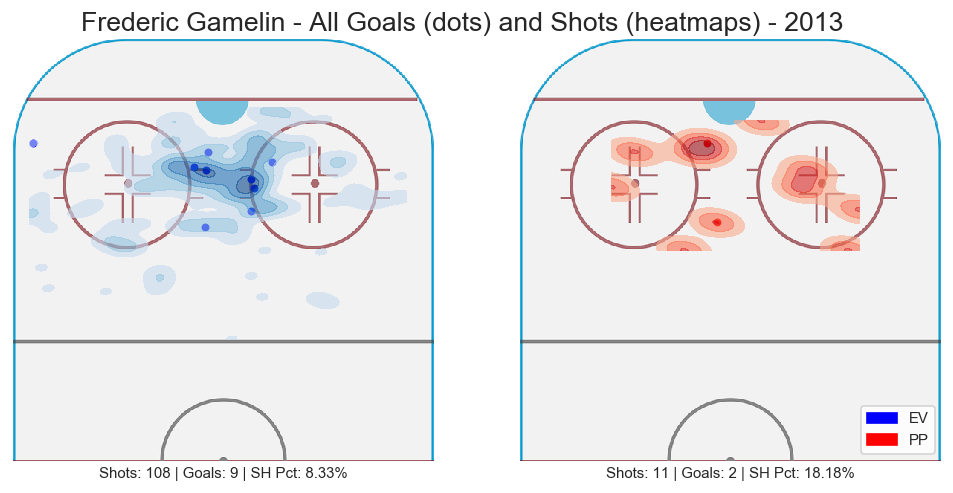 Frederic Gamelin - All Goals (dots) and Shots (heatmaps) - 2013
EV
PP
Shots: 108 | Goals: 9 | SH Pct: 8.33%
Shots: 11 | Goals: 2 | SH Pct: 18.18%